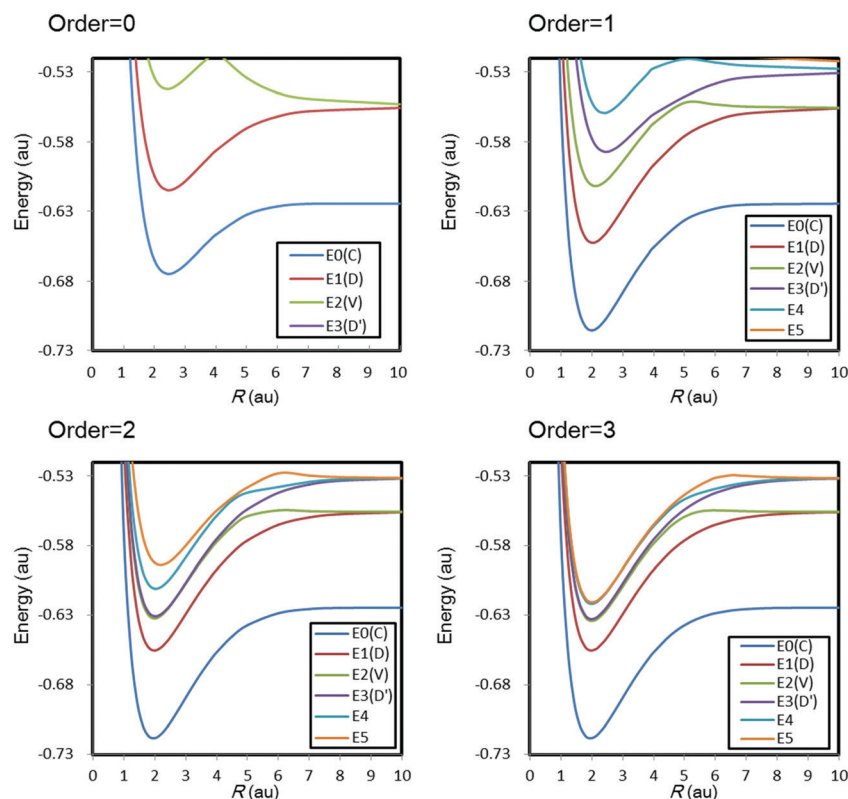 Order=0
Energy (au)
-0.53
-0.58
-0.63
-0.68
-0.73
E0(C)
E1(D)
E2(V)
E3(D')
0 1 2 3 4 5 6 7 8 9 10
R (au)
Order=1
Energy (au)
-0.53
-0.58
-0.63
-0.68
-0.73
E0(C)
E1(D)
E2(V)
E3(D')
E4
E5
0 1 2 3 4 5 6 7 8 9 10
R (au)
Order=2
Energy (au)
-0.53
-0.58
-0.63
-0.68
-0.73
E0(C)
E1(D)
E2(V)
E3(D')
E4
E5
0 1 2 3 4 5 6 7 8 9 10
R (au)
Order=3
Energy (au)
-0.53
-0.58
-0.63
-0.68
-0.73
E0(C)
E1(D)
E2(V)
E3(D')
E4
E5
0 1 2 3 4 5 6 7 8 9 10
R (au)